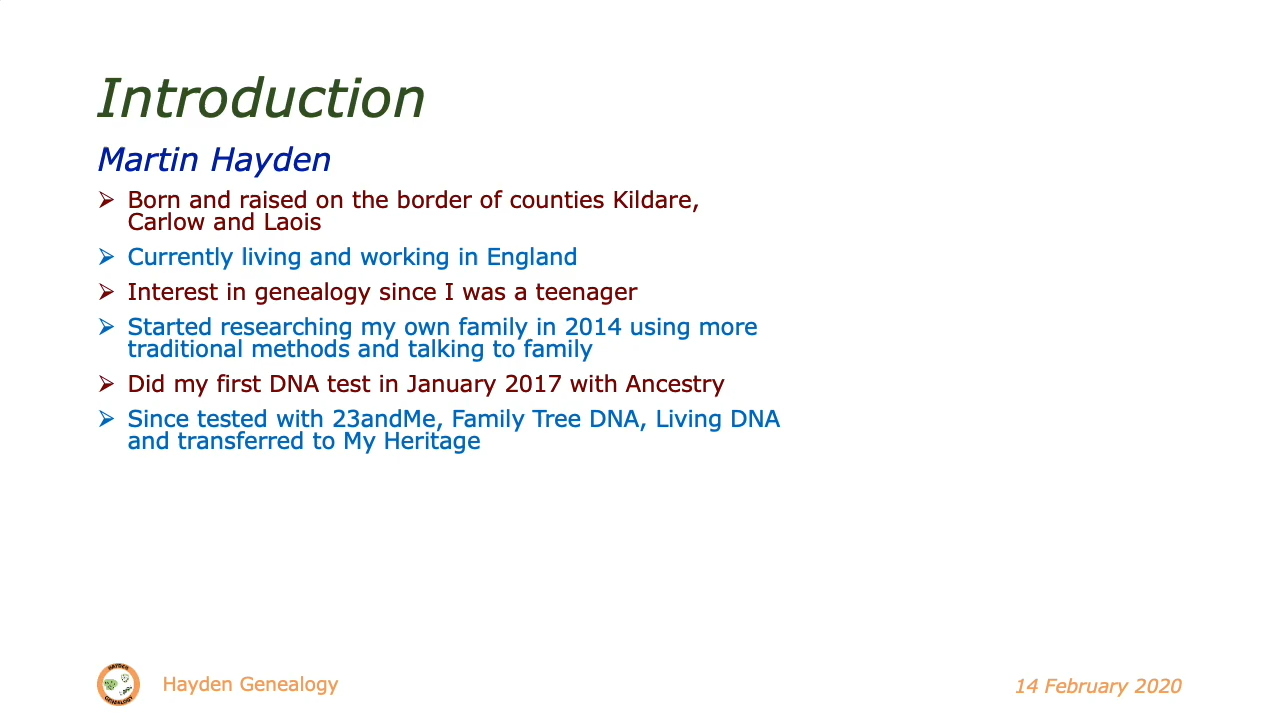 Introduction
Martin Hayden
➢ Born and raised on the border of counties Kildare,
Carlow and Laois
➢ Currently living and working in England
➢ Interest in genealogy since I was a teenager
➢ Started researching my own family in 2014 using more
traditional methods and talking to family
➢ Did my first DNA test in January 2017 with Ancestry
➢ Since tested with 23andMe, Family Tree DNA, Living DNA
and transferred to My Heritage
HAYDEN
GENEALOGY
Hayden Genealogy
14 February 2020